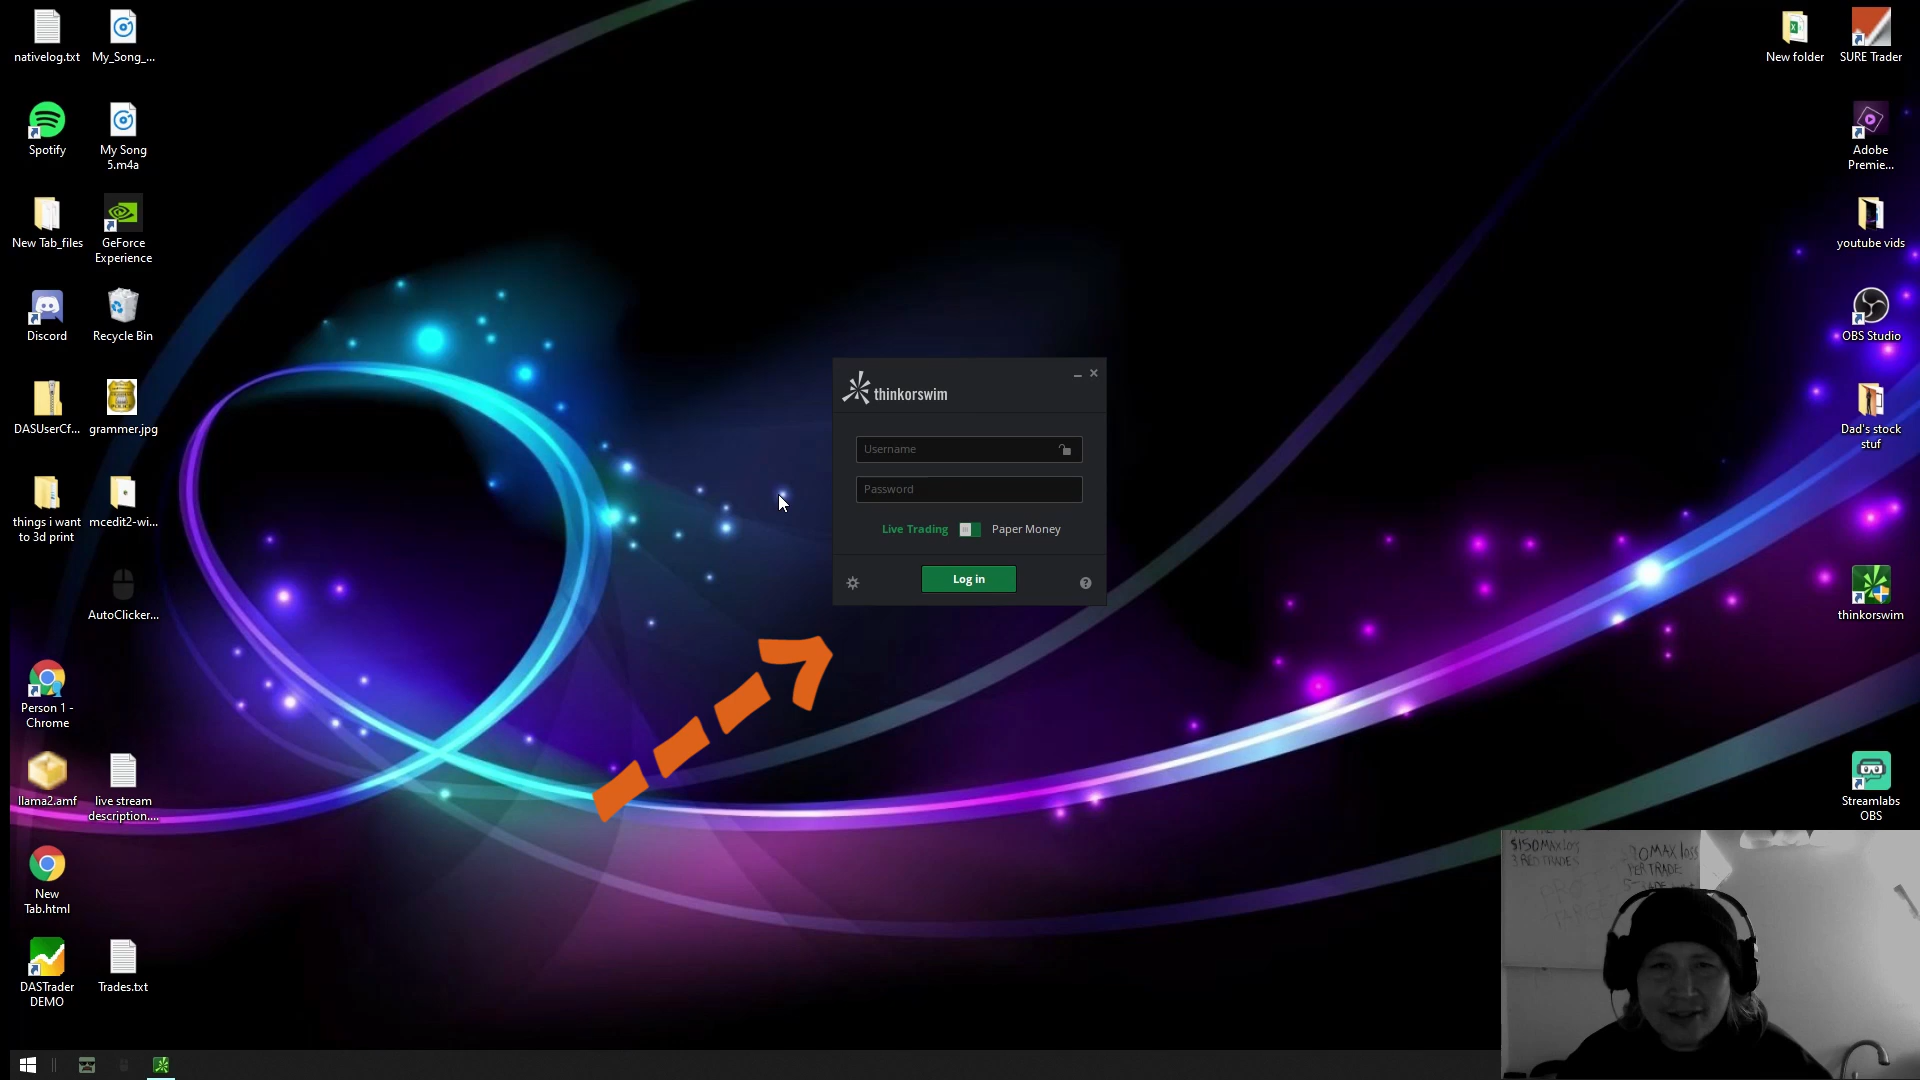 nativelog.txt
My_Song_...
Spotify
My Song
5.m4a
New Tab_files
GeForce
Experience
Discord
Recycle Bin
DASUserCf...
grammer.jpg
things i want
to 3d print
mcedit2-wi...
AutoClicker...
Person 1 -
Chrome
llama2.amf
live stream
description....
New
Tab.html
DASTrader
DEMO
Trades.txt
thinkorswim
Username
Password
Live Trading
Paper Money
Log in
New folder
SURE Trader
Adobe
Premie...
youtube vids
OBS Studio
Dad's stock
stuf
thinkorswim
Streamlabs
OBS
$150 MAX LOSS
3 RED TRADES
MAX LOSS
PER TRADE